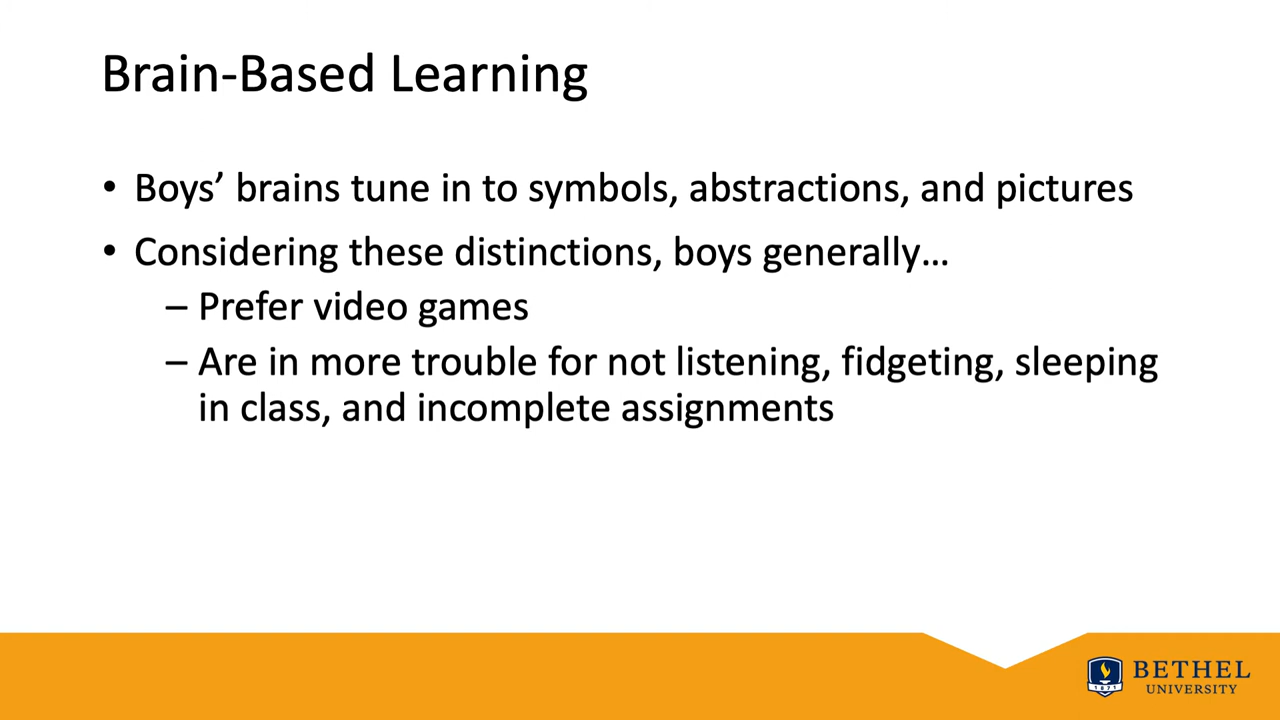 Brain-Based Learning
• Boys’ brains tune in to symbols, abstractions, and pictures
• Considering these distinctions, boys generally…
– Prefer video games
– Are in more trouble for not listening, fidgeting, sleeping
in class, and incomplete assignments
1871
BETHEL
UNIVERSITY